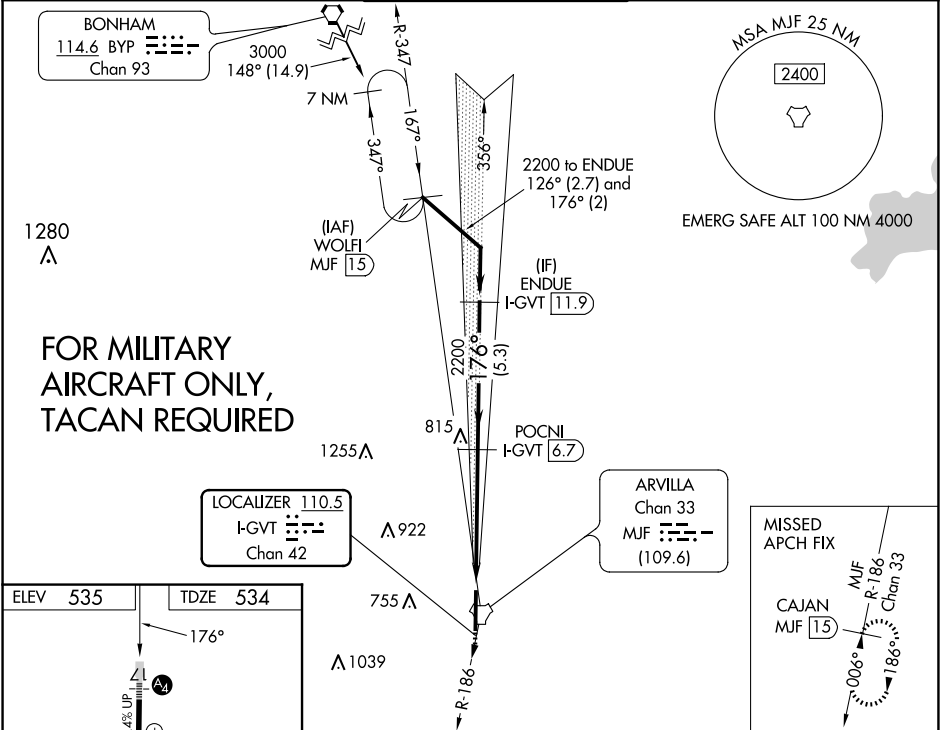 BONHAM
114.6 BYP
Chan 93
3000
148° (14.9)
7 NM
R-347
167°
347°
356°
2200 to ENDUE
126° (2.7) and
176° (2)
MSA MJF 25 NM
2400
EMERG SAFE ALT 100 NM 4000
1280
(IAF)
WOLFI
MJF 15
(IF)
ENDUE
I-GVT 11.9
2200
176°
(5.3)
FOR MILITARY
AIRCRAFT ONLY,
TACAN REQUIRED
815
1255
POCNI
I-GVT 6.7
LOCALIZER 110.5
I-GVT
Chan 42
922
ARVILLA
Chan 33
MJF
(109.6)
755
1039
R-186
MISSED
APCH FIX
MJF
R-186
Chan 33
CAJAN
MJF 15
006°
186°
ELEV 535
TDZE 534
176°
A4
4% UP